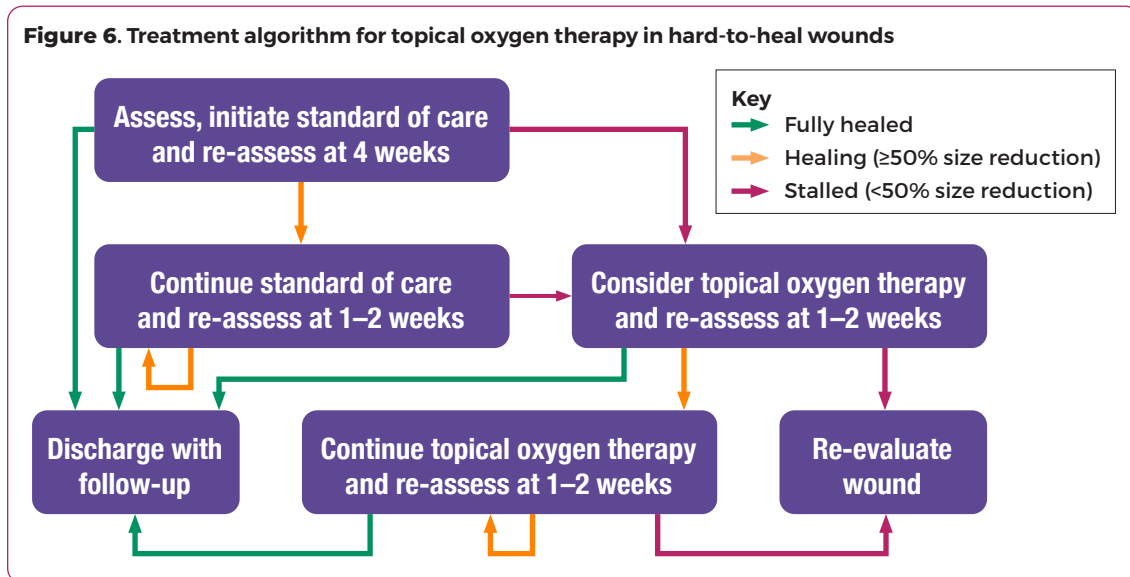 Figure 6. Treatment algorithm for topical oxygen therapy in hard-to-heal wounds
Key
Fully healed
Healing (≥50% size reduction)
Stalled (<50% size reduction)
Assess, initiate standard of care
and re-assess at 4 weeks
Continue standard of care
and re-assess at 1–2 weeks
Consider topical oxygen therapy
and re-assess at 1–2 weeks
Discharge with
follow-up
Continue topical oxygen therapy
and re-assess at 1–2 weeks
Re-evaluate
wound